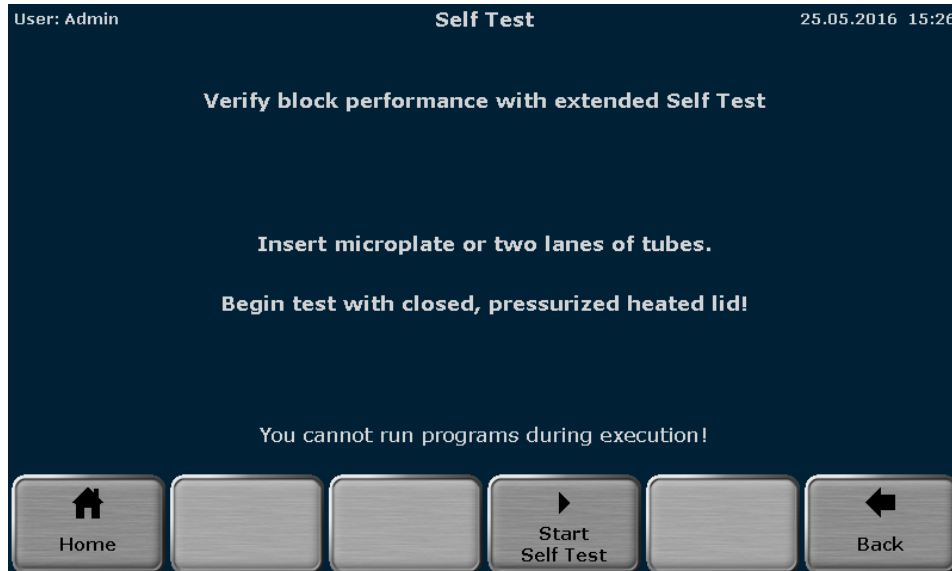 User: Admin Self Test 25.05.2016 15:26
Verify block performance with extended Self Test
Insert microplate or two lanes of tubes.
Begin test with closed, pressurized heated lid!
You cannot run programs during execution!
Home
Start
Self Test
Back